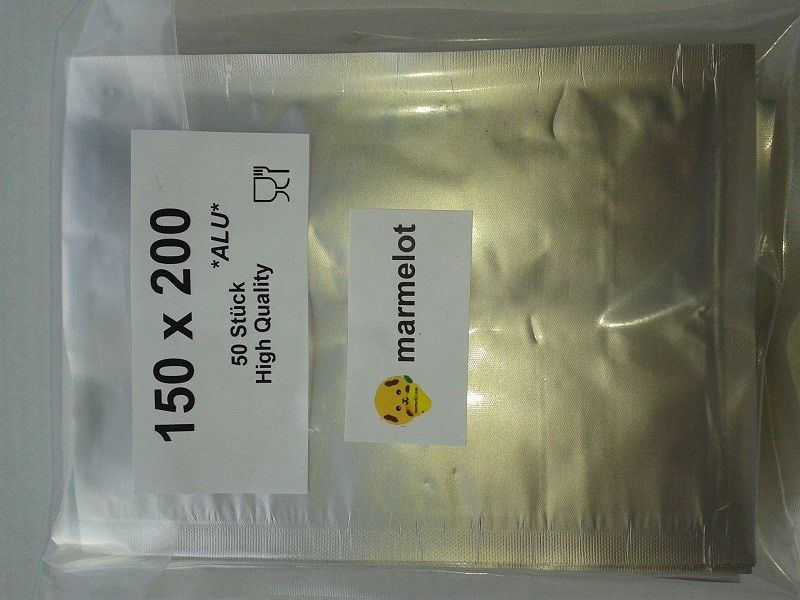 150 x 200
*ALU*
50 Stück
High Quality
marmelot